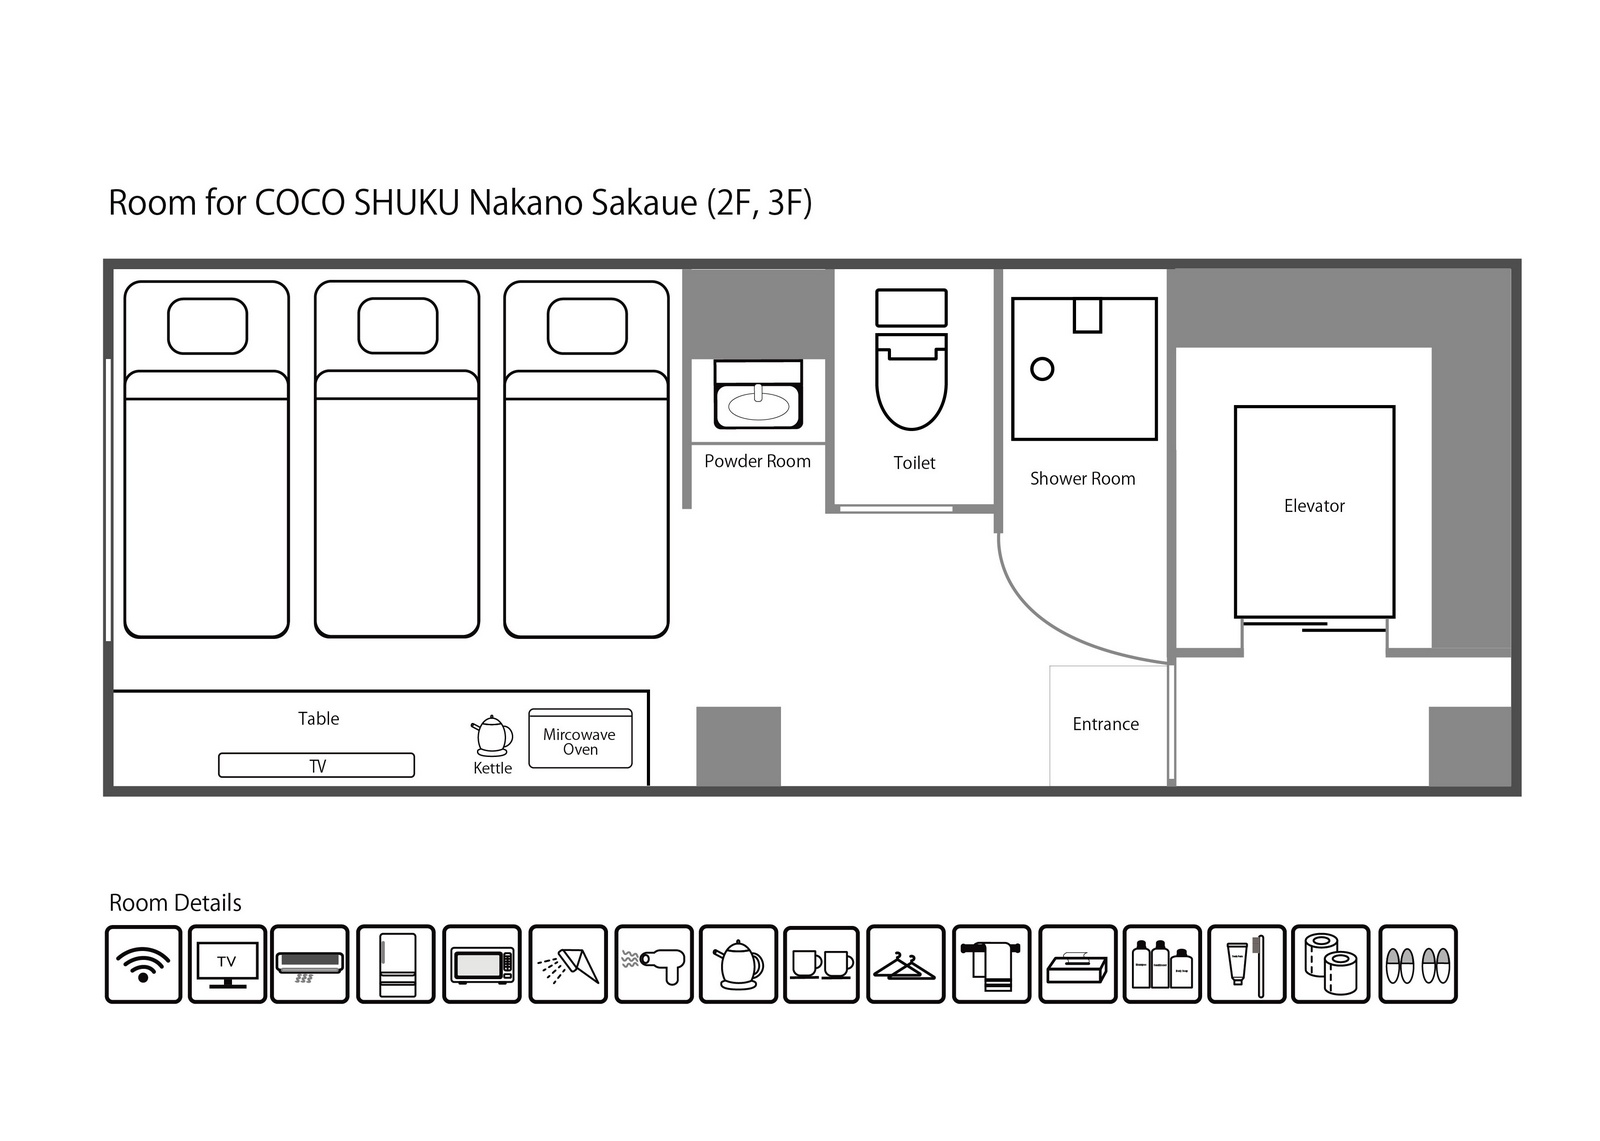 Room for COCO SHUKU Nakano Sakaue (2F, 3F)
Powder Room
Toilet
Shower Room
Elevator
Table
TV
Kettle
Mircowave
Oven
Entrance
Room Details
TV